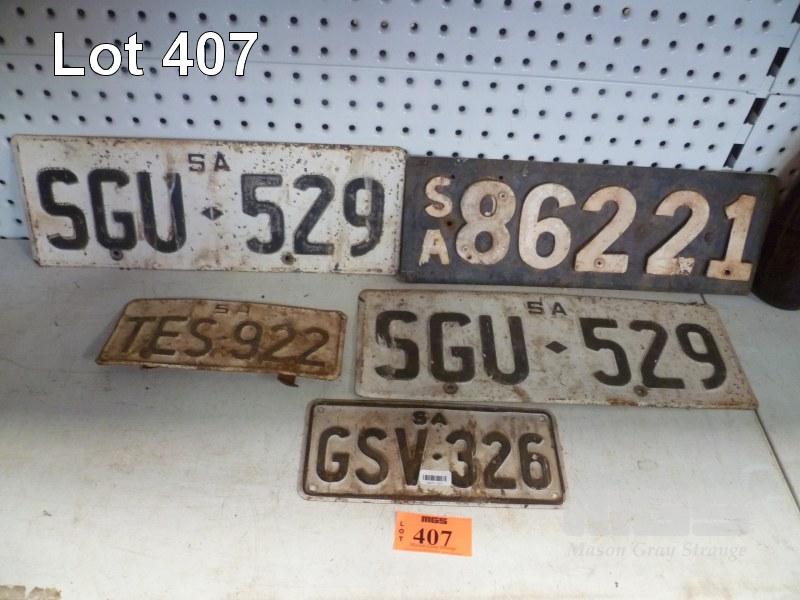 Lot 407
SA
SGU·529
SA 86221
SA
TES·922
SA
SGU·529
SA
GSV·326
MGS
LOT 407
MGS
Mason Gray Strange